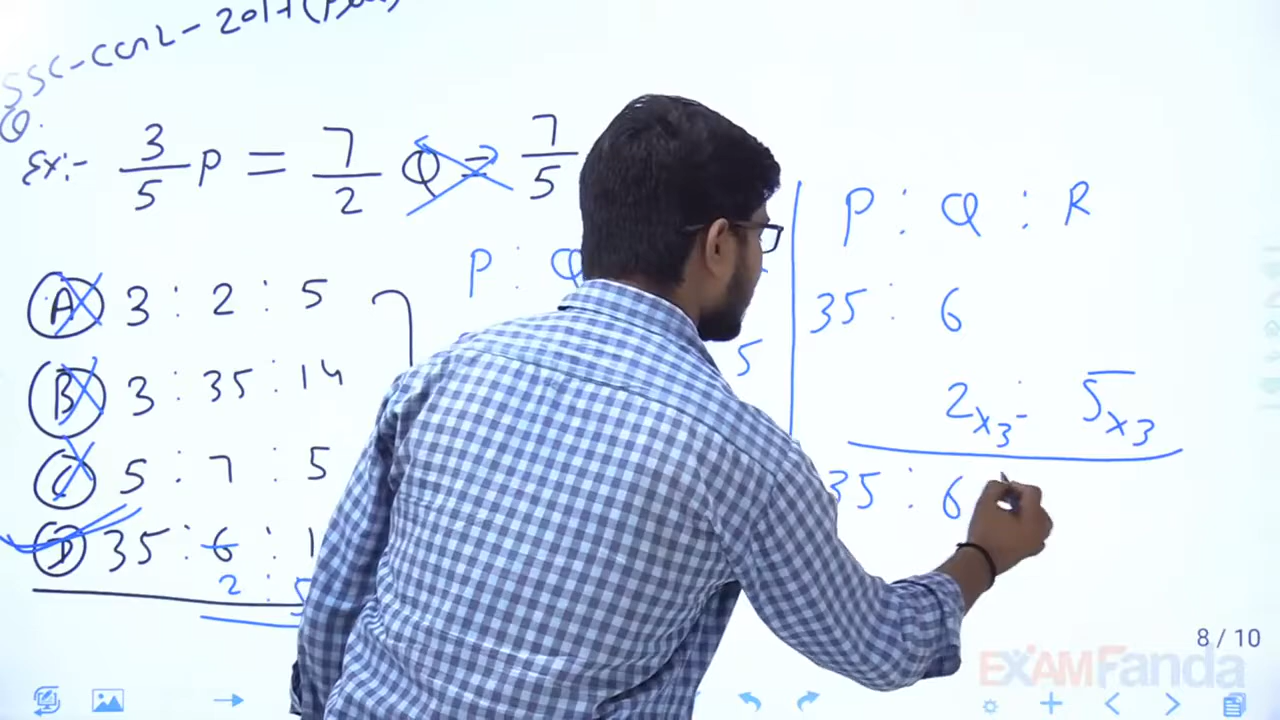 SSC-CGL-2017
Q.
Ex:- 3/5 P = 7/2 Q = 7/5
P : Q
5
(A) 3 : 2 : 5
(B) 3 : 35 : 14
(C) 5 : 7 : 5
(D) 35 : 6 : 1
2 : 5
P : Q : R
35 : 6
2x3 : 5x3
35 : 6
8 / 10
EXAMFanda